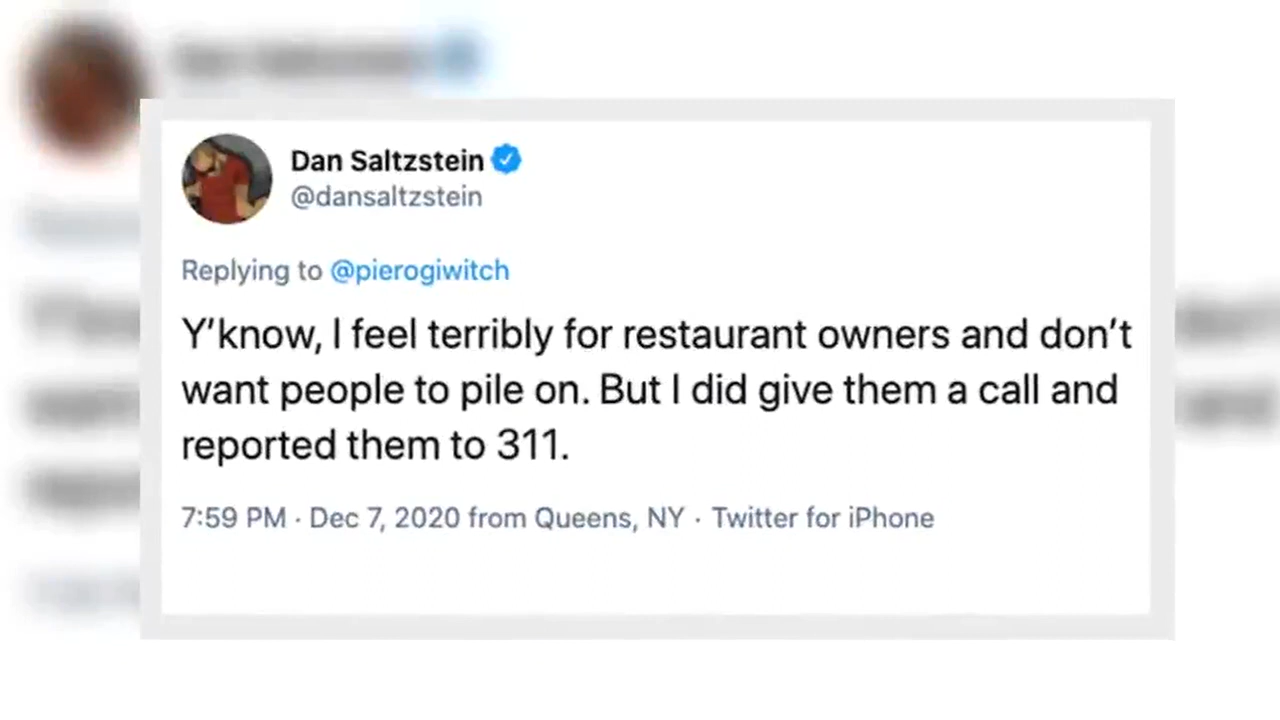 Dan Saltzstein
@dansaltzstein
Replying to @pierogiwitch
Y'know, I feel terribly for restaurant owners and don't
want people to pile on. But I did give them a call and
reported them to 311.
7:59 PM · Dec 7, 2020 from Queens, NY · Twitter for iPhone